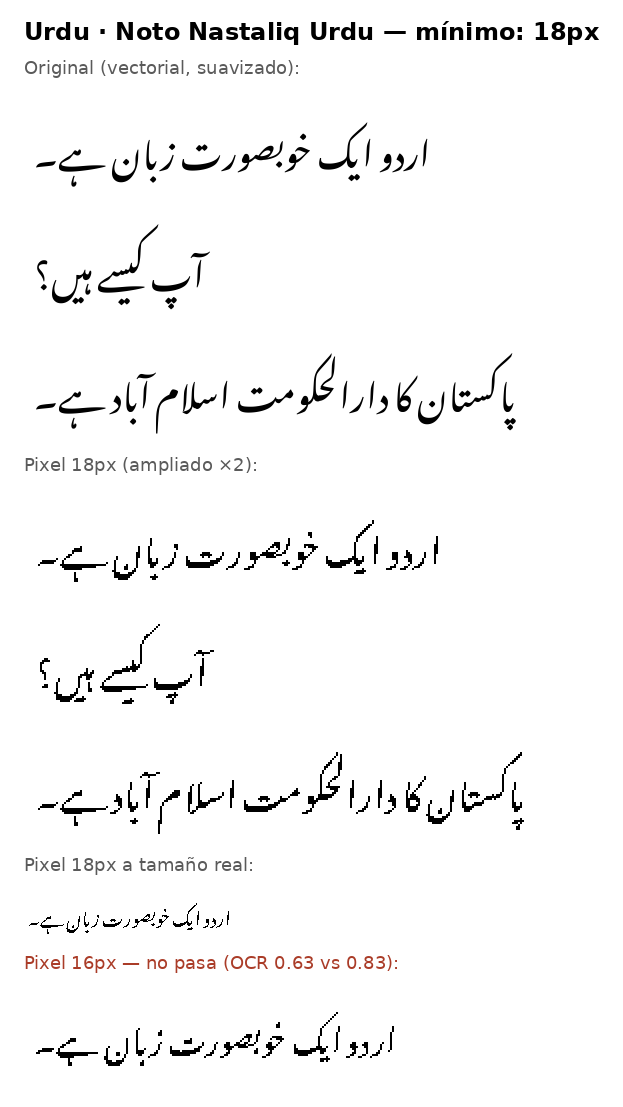 Urdu · Noto Nastaliq Urdu — mínimo: 18px
Original (vectorial, suavizado):
اردو ایک خوبصورت زبان ہے۔
آپ کیسے ہیں؟
پاکستان کا دارالحکومت اسلام آباد ہے۔
Pixel 18px (ampliado ×2):
اردو ایک خوبصورت زبان ہے۔
آپ کیسے ہیں؟
پاکستان کا دارالحکومت اسلام آباد ہے۔
Pixel 18px a tamaño real:
اردو ایک خوبصورت زبان ہے۔
Pixel 16px — no pasa (OCR 0.63 vs 0.83):
اردو ایک خوبصورت زبان ہے۔